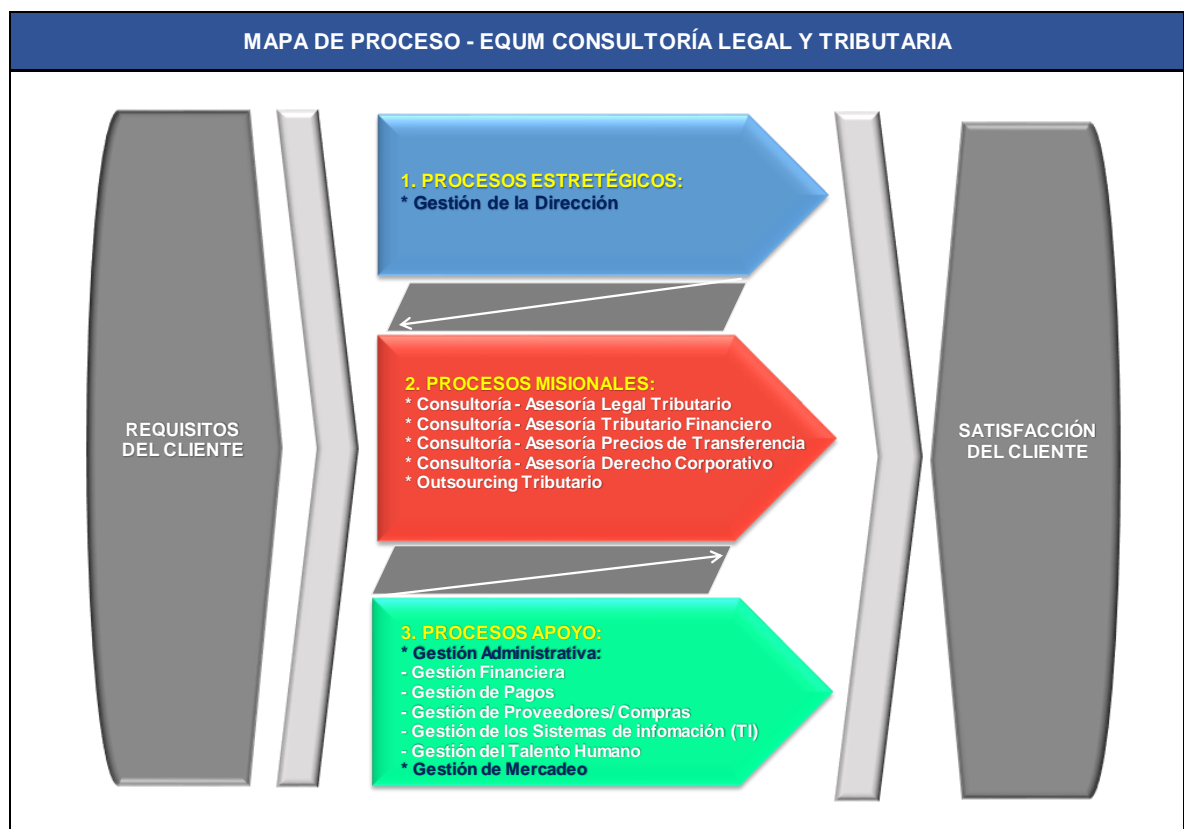 MAPA DE PROCESO - EQUM CONSULTORÍA LEGAL Y TRIBUTARIA
REQUISITOS
DEL CLIENTE
1. PROCESOS ESTRETÉGICOS:
* Gestión de la Dirección
2. PROCESOS MISIONALES:
* Consultoría - Asesoría Legal Tributario
* Consultoría - Asesoría Tributario Financiero
* Consultoría - Asesoría Precios de Transferencia
* Consultoría - Asesoría Derecho Corporativo
* Outsourcing Tributario
3. PROCESOS APOYO:
* Gestión Administrativa:
- Gestión Financiera
- Gestión de Pagos
- Gestión de Proveedores/ Compras
- Gestión de los Sistemas de infomación (TI)
- Gestión del Talento Humano
* Gestión de Mercadeo
SATISFACCIÓN
DEL CLIENTE